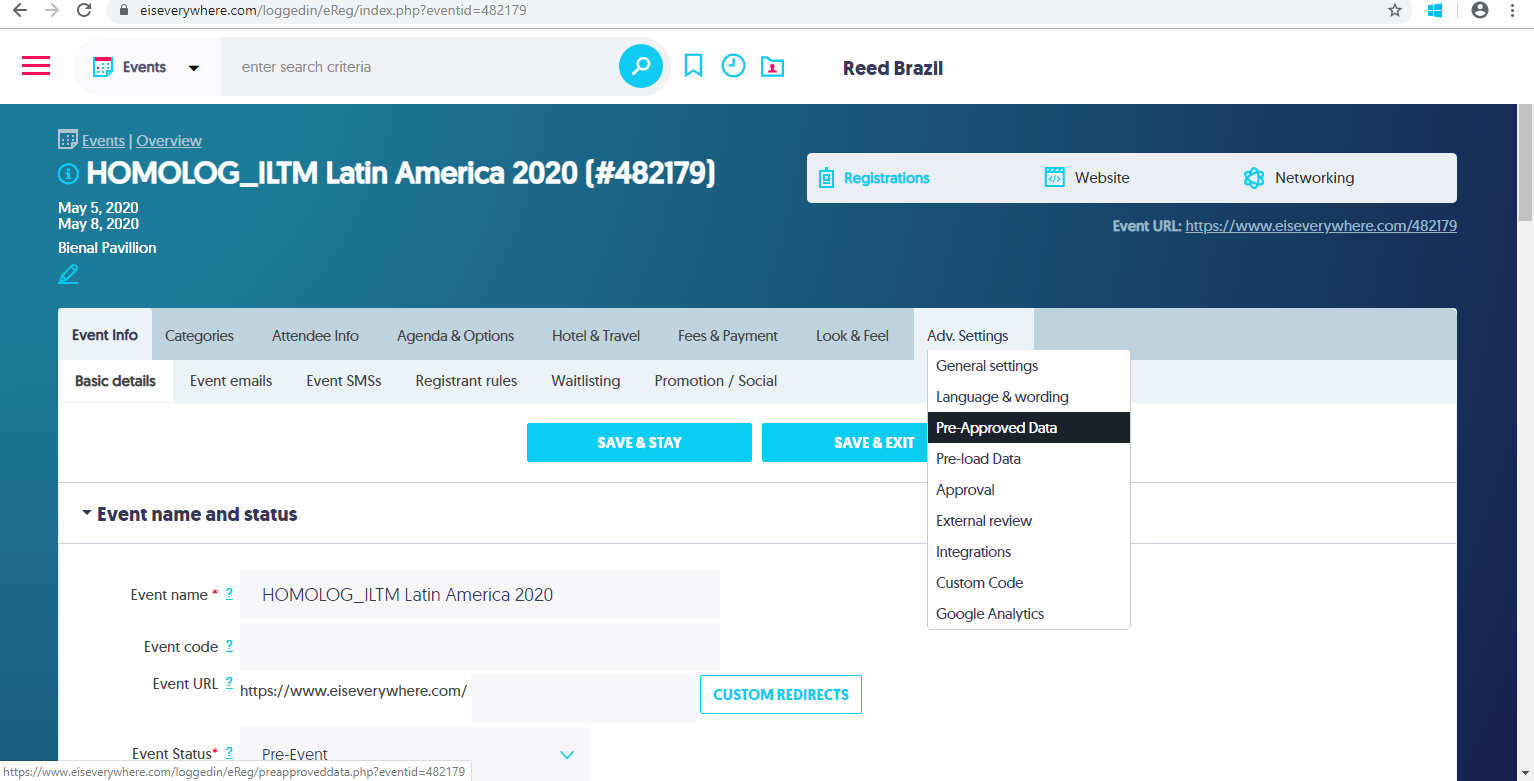 eiseverywhere.com/loggedin/eReg/index.php?eventid=482179
Events
enter search criteria
Reed Brazil
Events | Overview
HOMOLOG_ILTM Latin America 2020 (#482179)
May 5, 2020
May 8, 2020
Bienal Pavillion
Registrations Website Networking
Event URL: https://www.eiseverywhere.com/482179
Event Info Categories Attendee Info Agenda & Options Hotel & Travel Fees & Payment Look & Feel Adv. Settings
Basic details Event emails Event SMSs Registrant rules Waitlisting Promotion / Social
General settings
Language & wording
Pre-Approved Data
Pre-load Data
Approval
External review
Integrations
Custom Code
Google Analytics
SAVE & STAY SAVE & EXIT
Event name and status
Event name * ? HOMOLOG_ILTM Latin America 2020
Event code ?
Event URL ? https://www.eiseverywhere.com/ CUSTOM REDIRECTS
Event Status* ? Pre-Event
https://www.eiseverywhere.com/loggedin/eReg/preapproveddata.php?eventid=482179